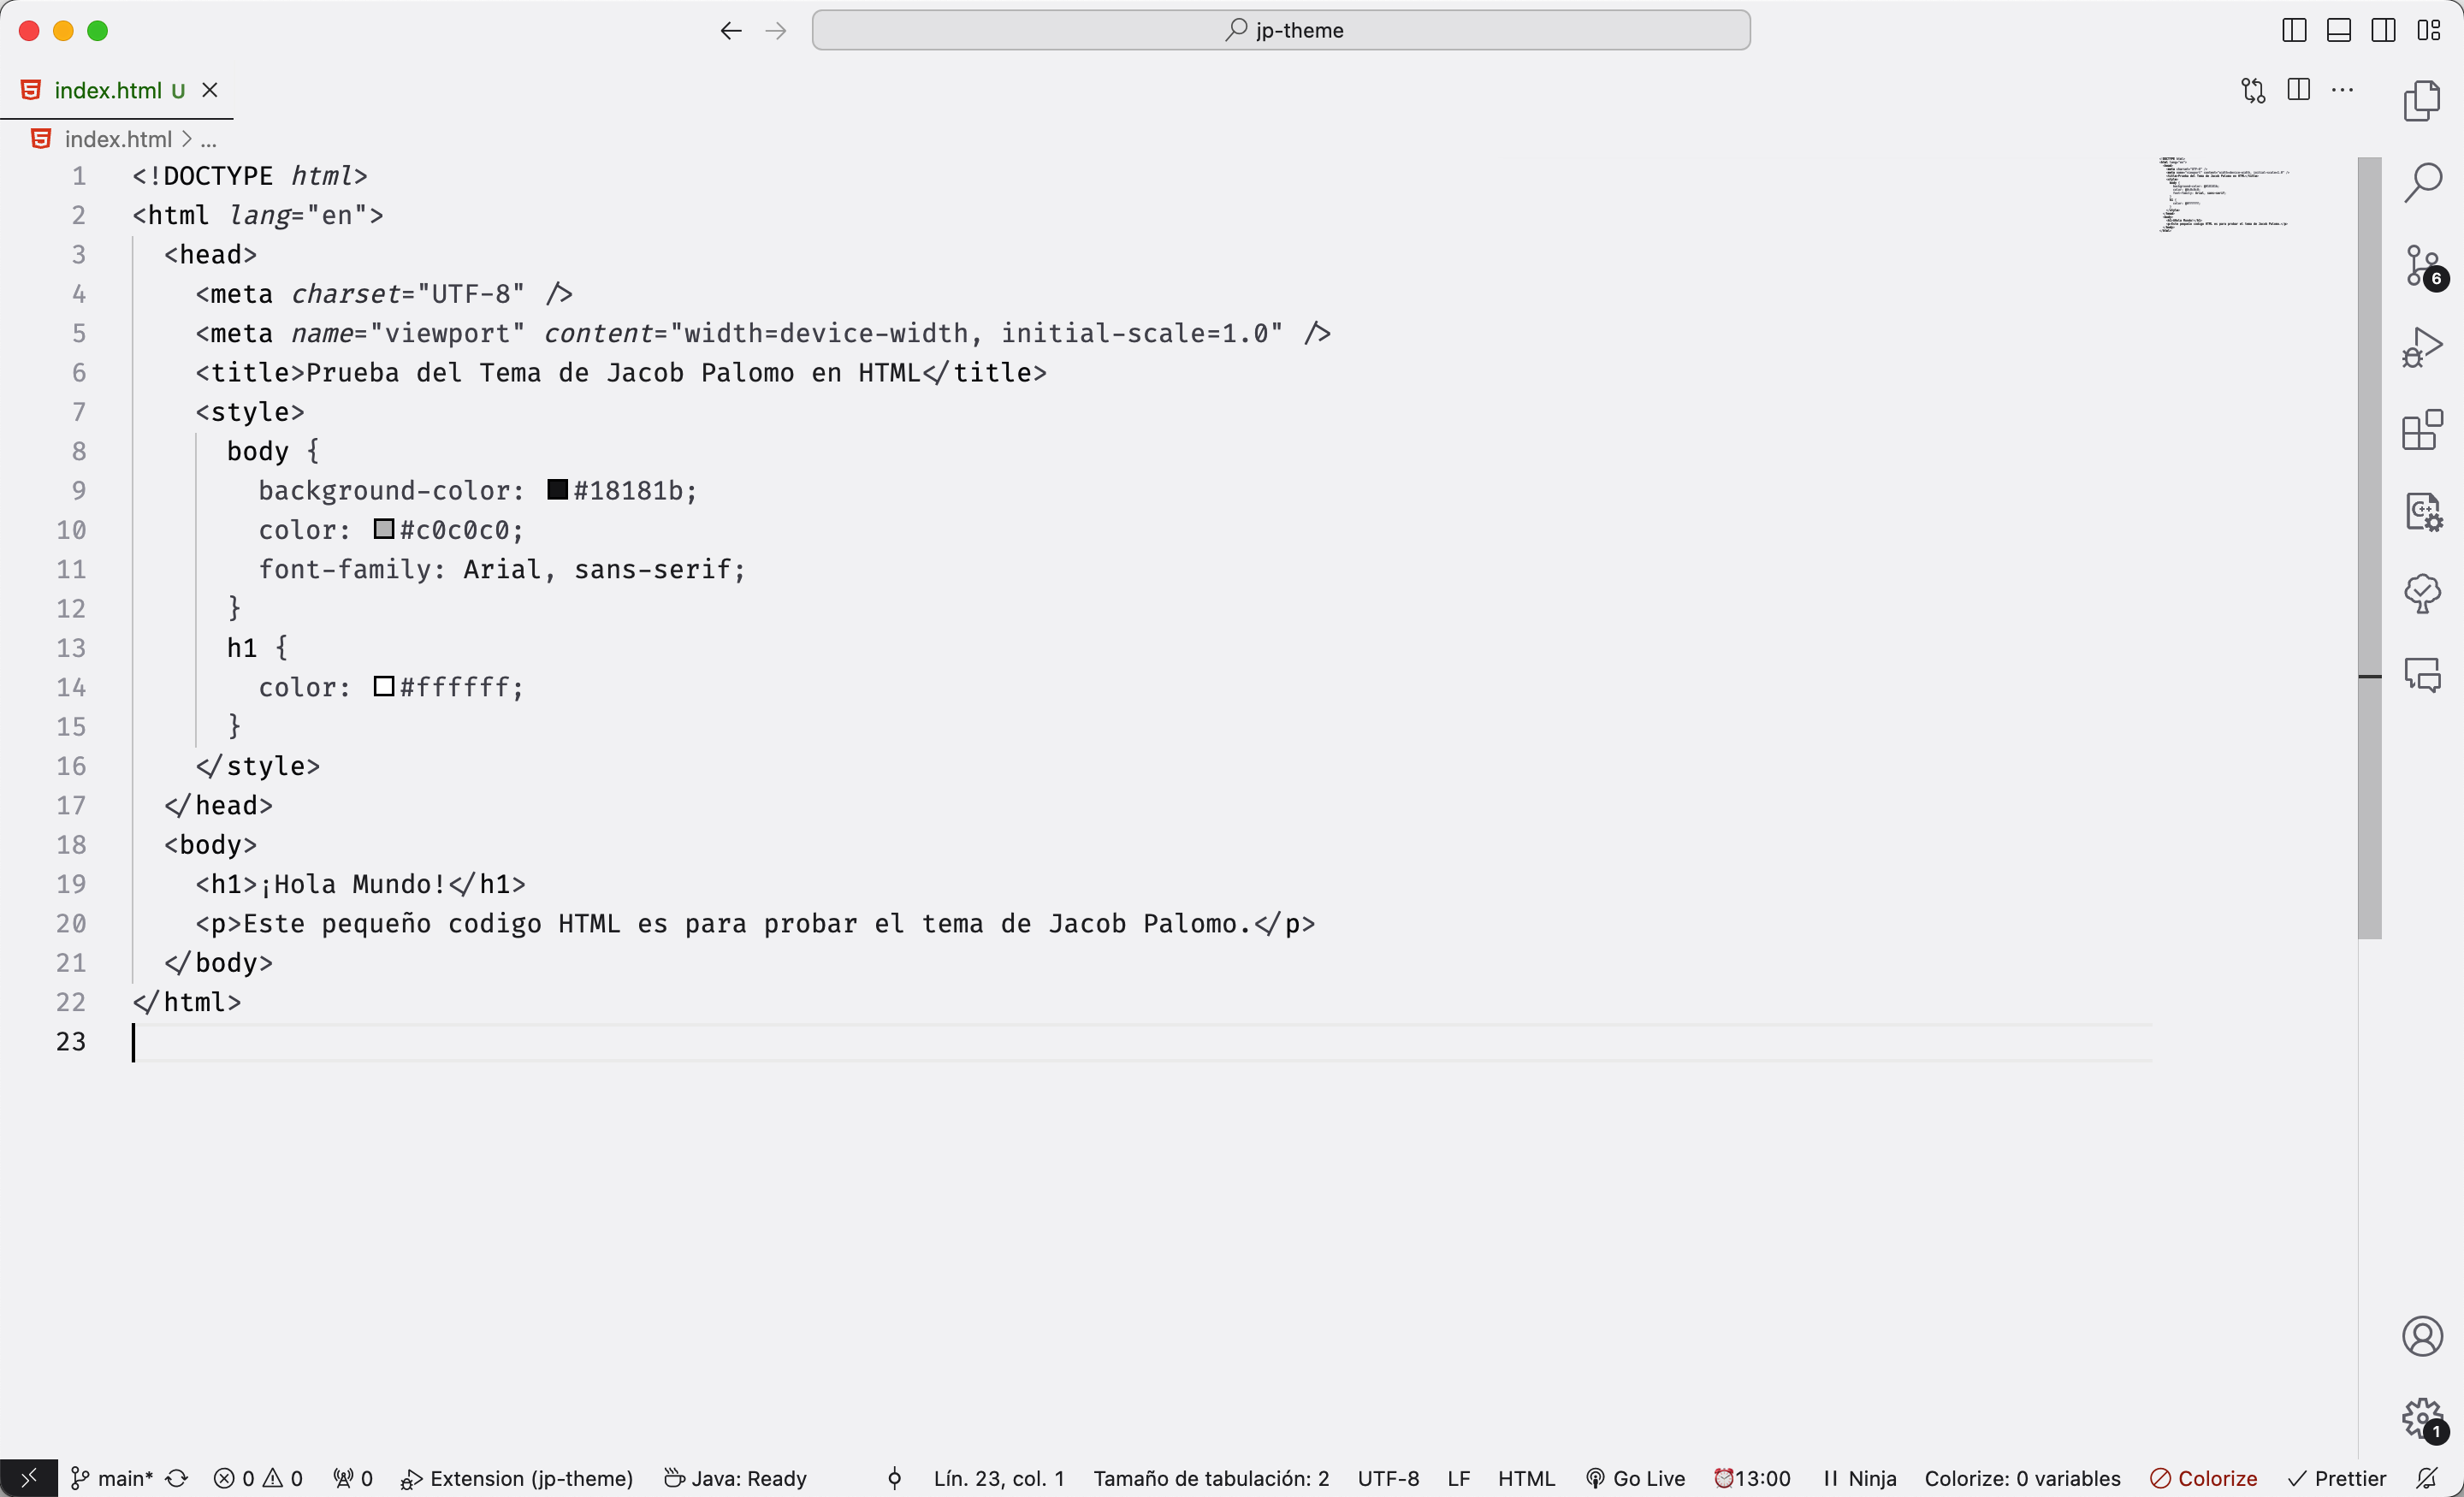 jp-theme
index.html U
index.html > ...
1 <!DOCTYPE html>
2 <html lang="en">
3 <head>
4 <meta charset="UTF-8" />
5 <meta name="viewport" content="width=device-width, initial-scale=1.0" />
6 <title>Prueba del Tema de Jacob Palomo en HTML</title>
7 <style>
8 body {
9 background-color: #18181b;
10 color: #c0c0c0;
11 font-family: Arial, sans-serif;
12 }
13 h1 {
14 color: #ffffff;
15 }
16 </style>
17 </head>
18 <body>
19 <h1>¡Hola Mundo!</h1>
20 <p>Este pequeño codigo HTML es para probar el tema de Jacob Palomo.</p>
21 </body>
22 </html>
23
6
1
main* 0 0 0 Extension (jp-theme) Java: Ready Lín. 23, col. 1 Tamaño de tabulación: 2 UTF-8 LF HTML Go Live 13:00 Ninja Colorize: 0 variables Colorize Prettier